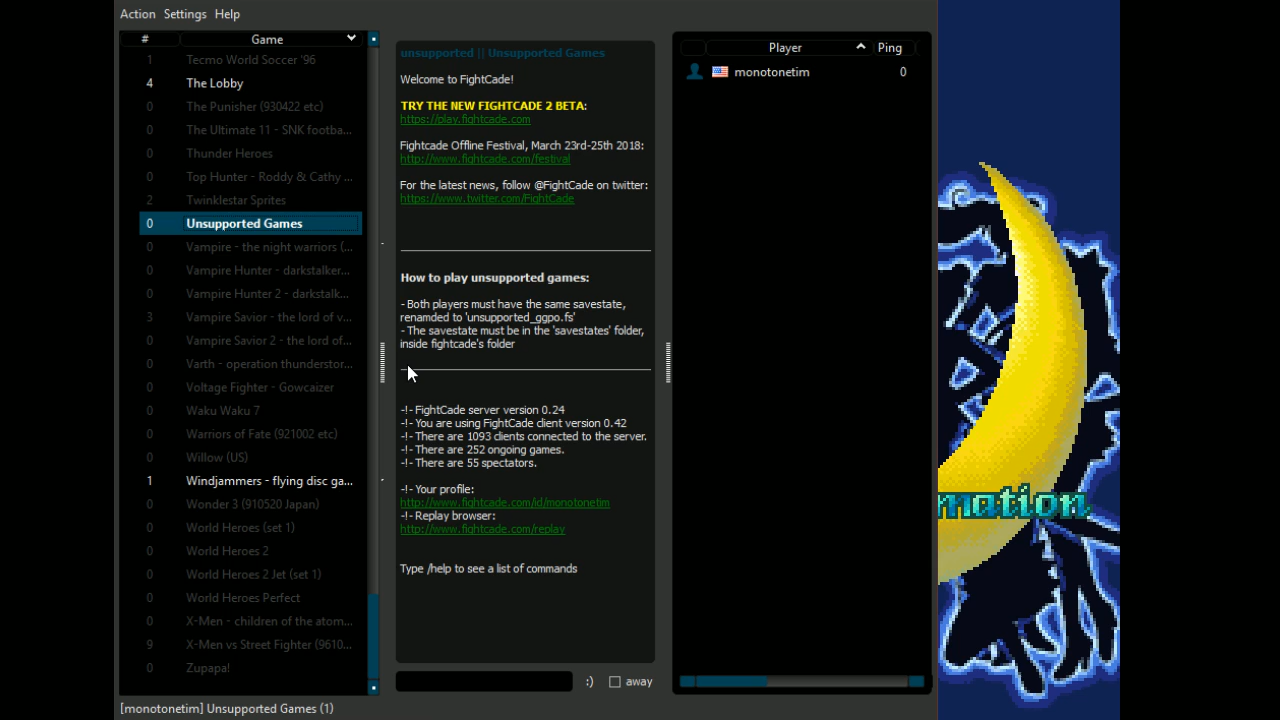 Action Settings Help
# Game
1 Tecmo World Soccer '96
4 The Lobby
0 The Punisher (930422 etc)
0 The Ultimate 11 - SNK footba...
0 Thunder Heroes
0 Top Hunter - Roddy & Cathy ...
2 Twinklestar Sprites
0 Unsupported Games
0 Vampire - the night warriors (...
0 Vampire Hunter - darkstalker...
0 Vampire Hunter 2 - darkstalk...
3 Vampire Savior - the lord of v...
0 Vampire Savior 2 - the lord of...
0 Varth - operation thunderstor...
0 Voltage Fighter - Gowcaizer
0 Waku Waku 7
0 Warriors of Fate (921002 etc)
0 Willow (US)
1 Windjammers - flying disc ga...
0 Wonder 3 (910520 Japan)
0 World Heroes (set 1)
0 World Heroes 2
0 World Heroes 2 Jet (set 1)
0 World Heroes Perfect
0 X-Men - children of the atom...
9 X-Men vs Street Fighter (9610...
0 Zupapa!
[monotonetim] Unsupported Games (1)
unsupported || Unsupported Games
Welcome to FightCade!
TRY THE NEW FIGHTCADE 2 BETA:
https://play.fightcade.com
Fightcade Offline Festival, March 23rd-25th 2018:
http://www.fightcade.com/festival
For the latest news, follow @FightCade on twitter:
https://www.twitter.com/FightCade
How to play unsupported games:
- Both players must have the same savestate,
renamded to 'unsupported_ggpo.fs'
- The savestate must be in the 'savestates' folder,
inside fightcade's folder
-!- FightCade server version 0.24
-!- You are using FightCade client version 0.42
-!- There are 1093 clients connected to the server.
-!- There are 252 ongoing games.
-!- There are 55 spectators.
-!- Your profile:
http://www.fightcade.com/id/monotonetim
-!- Replay browser:
http://www.fightcade.com/replay
Type /help to see a list of commands
:) away
Player Ping
monotonetim 0
mation